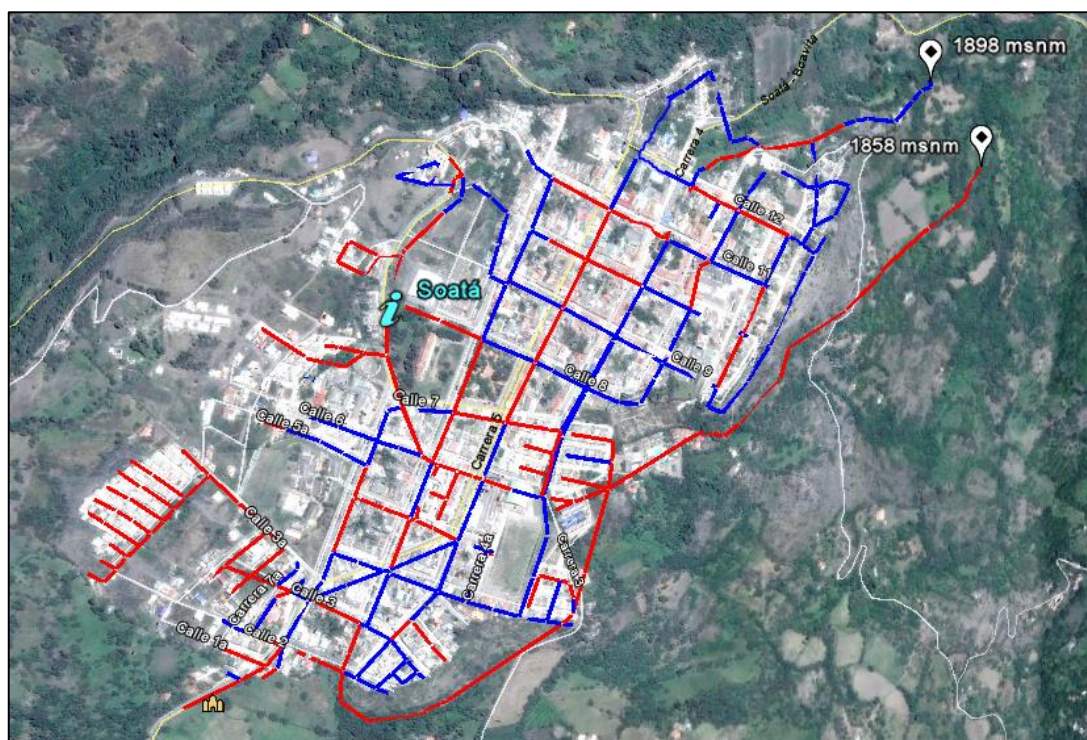 1898 msnm
Soatá - Boavita
Carrera 4
1858 msnm
Calle 12
Calle 11
Soatá
Calle 9
Calle 8
Calle 7
Carrera 5
Calle 6
Calle 5a
Calle 3a
Carrera 4a
Carrera 3
Carrera 7a
Calle 3
Calle 2
Calle 1a